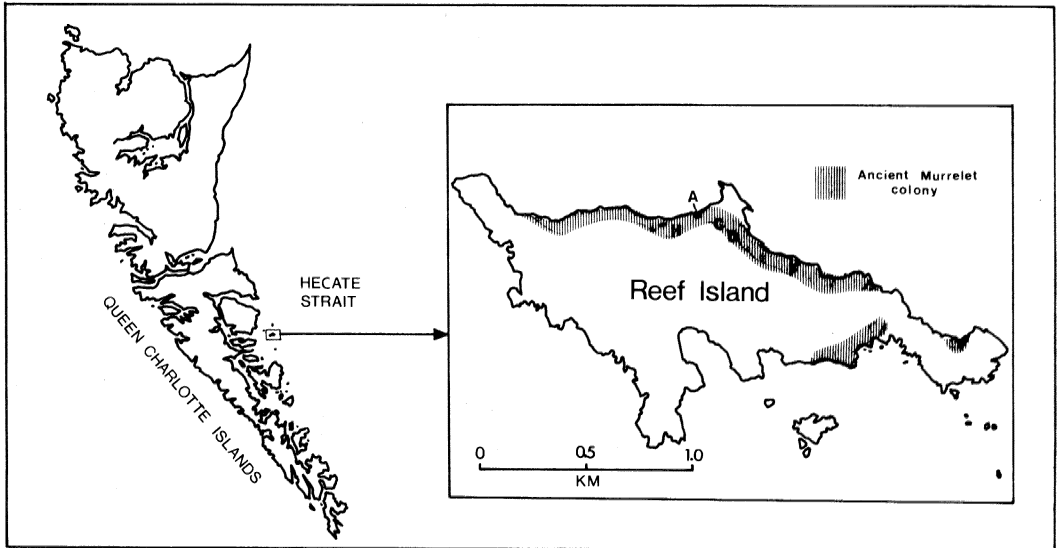 HECATE
STRAIT
QUEEN CHARLOTTE ISLANDS
Ancient Murrelet
colony
A
Reef Island
0 0.5 1.0
KM